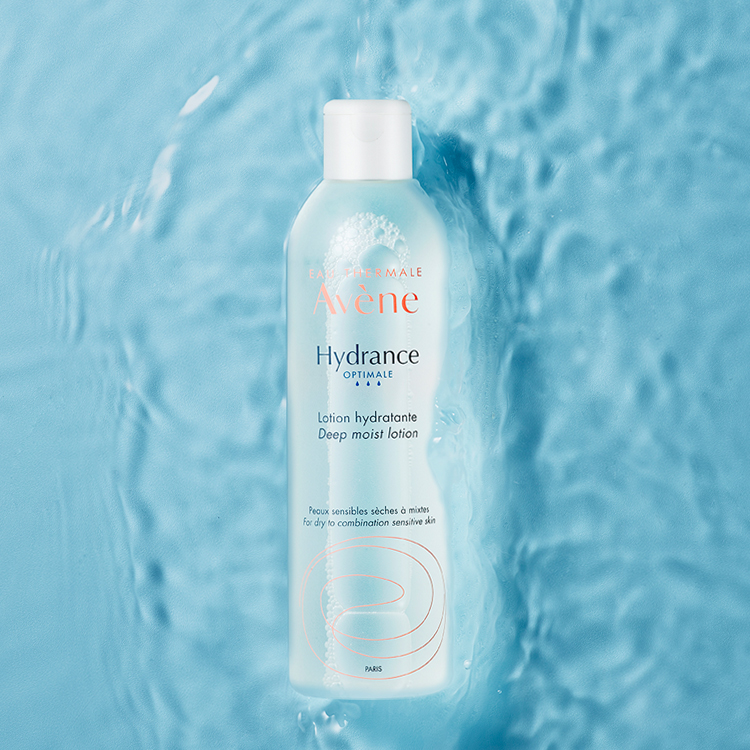 EAU THERMALE
Avène
Hydrance
OPTIMALE
Lotion hydratante
Deep moist lotion
Peaux sensibles sèches à mixtes
For dry to combination sensitive skin
PARIS